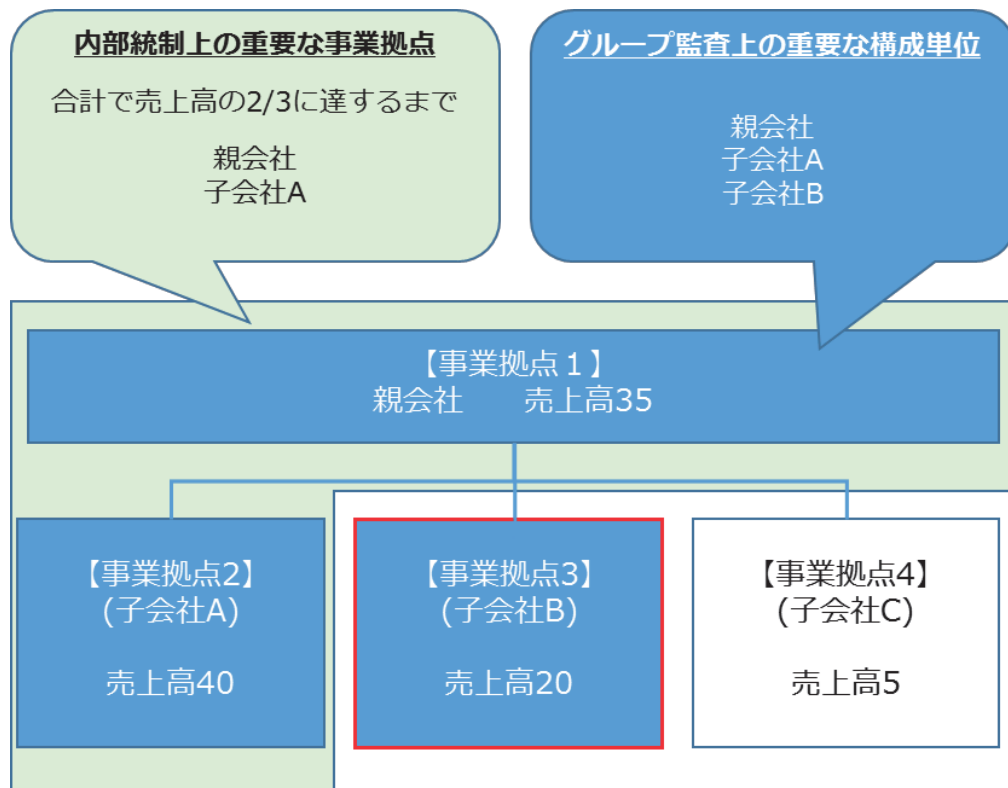 内部統制上の重要な事業拠点
合計で売上高の2/3に達するまで
親会社
子会社A
グループ監査上の重要な構成単位
親会社
子会社A
子会社B
【事業拠点１】
親会社　　売上高35
【事業拠点2】
(子会社A)
売上高40
【事業拠点3】
(子会社B)
売上高20
【事業拠点4】
(子会社C)
売上高5